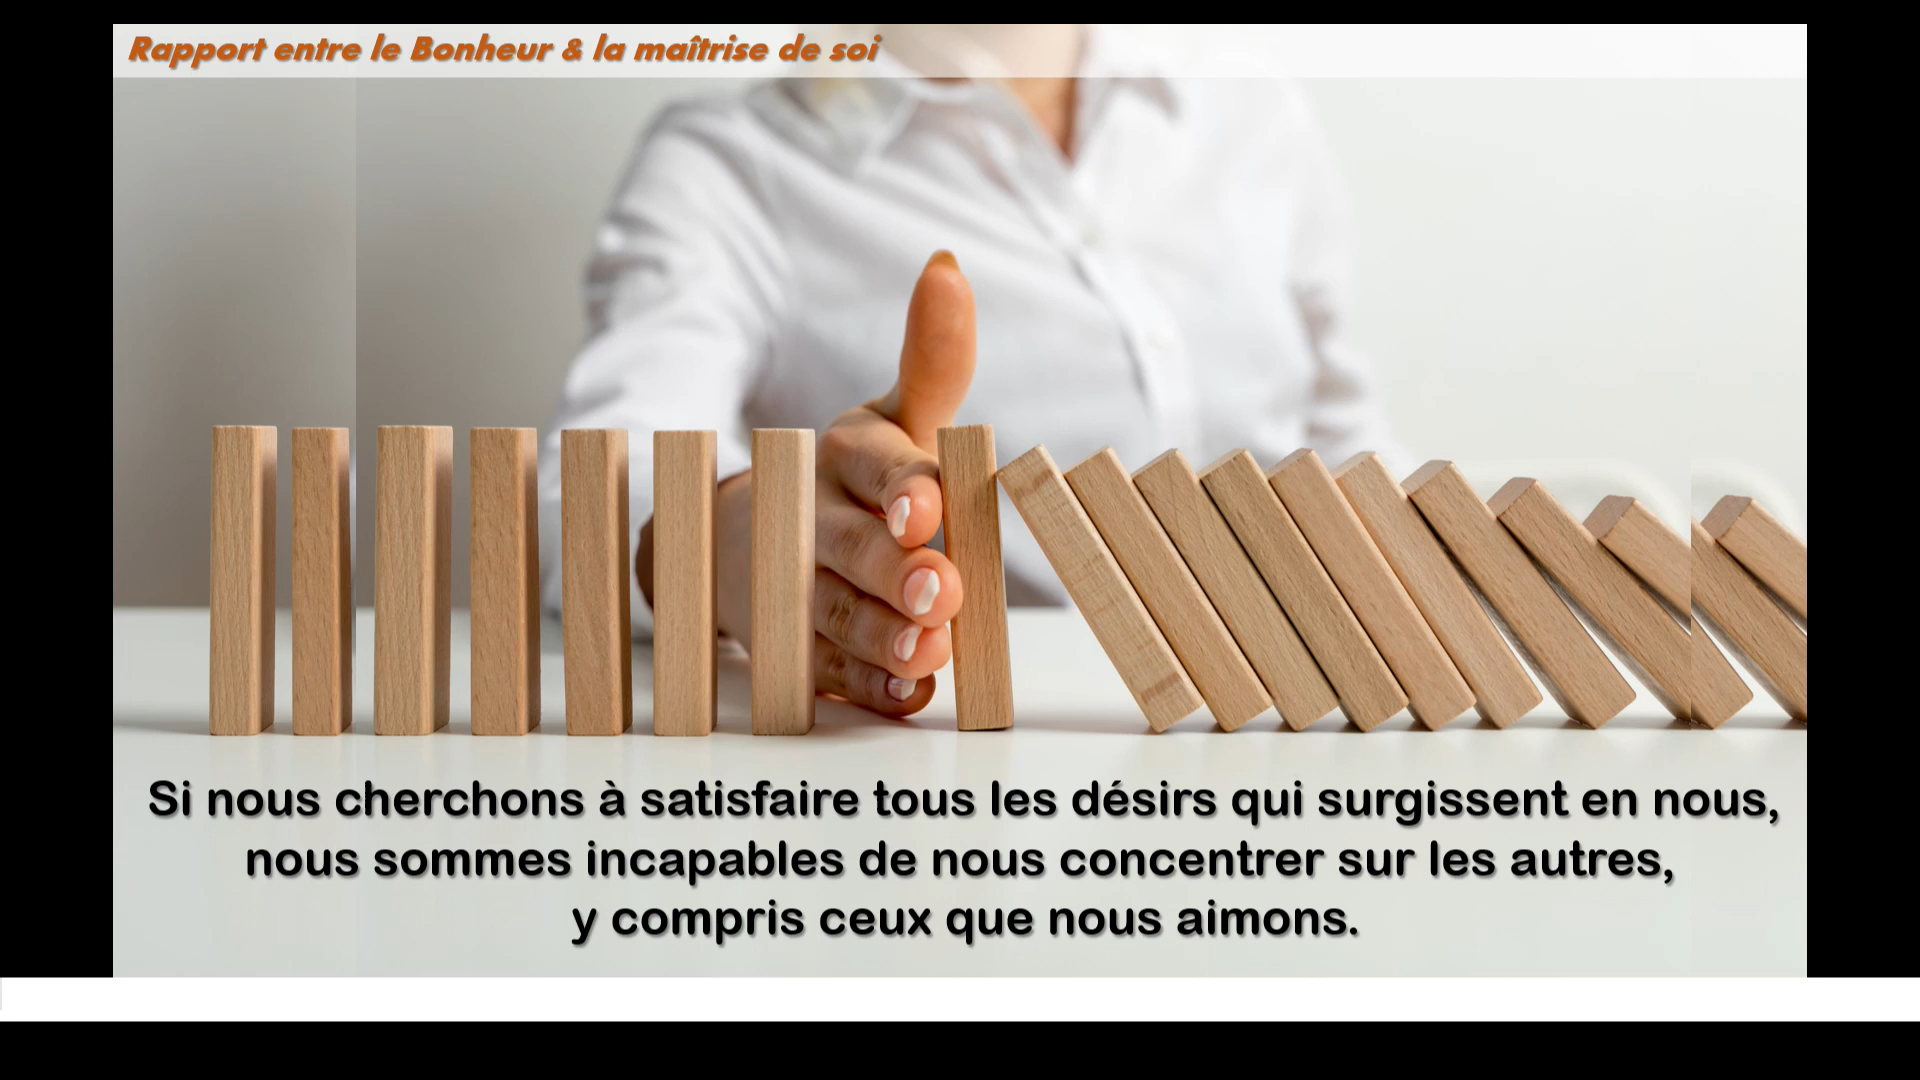 Rapport entre le Bonheur & la maîtrise de soi
Si nous cherchons à satisfaire tous les désirs qui surgissent en nous,
nous sommes incapables de nous concentrer sur les autres,
y compris ceux que nous aimons.